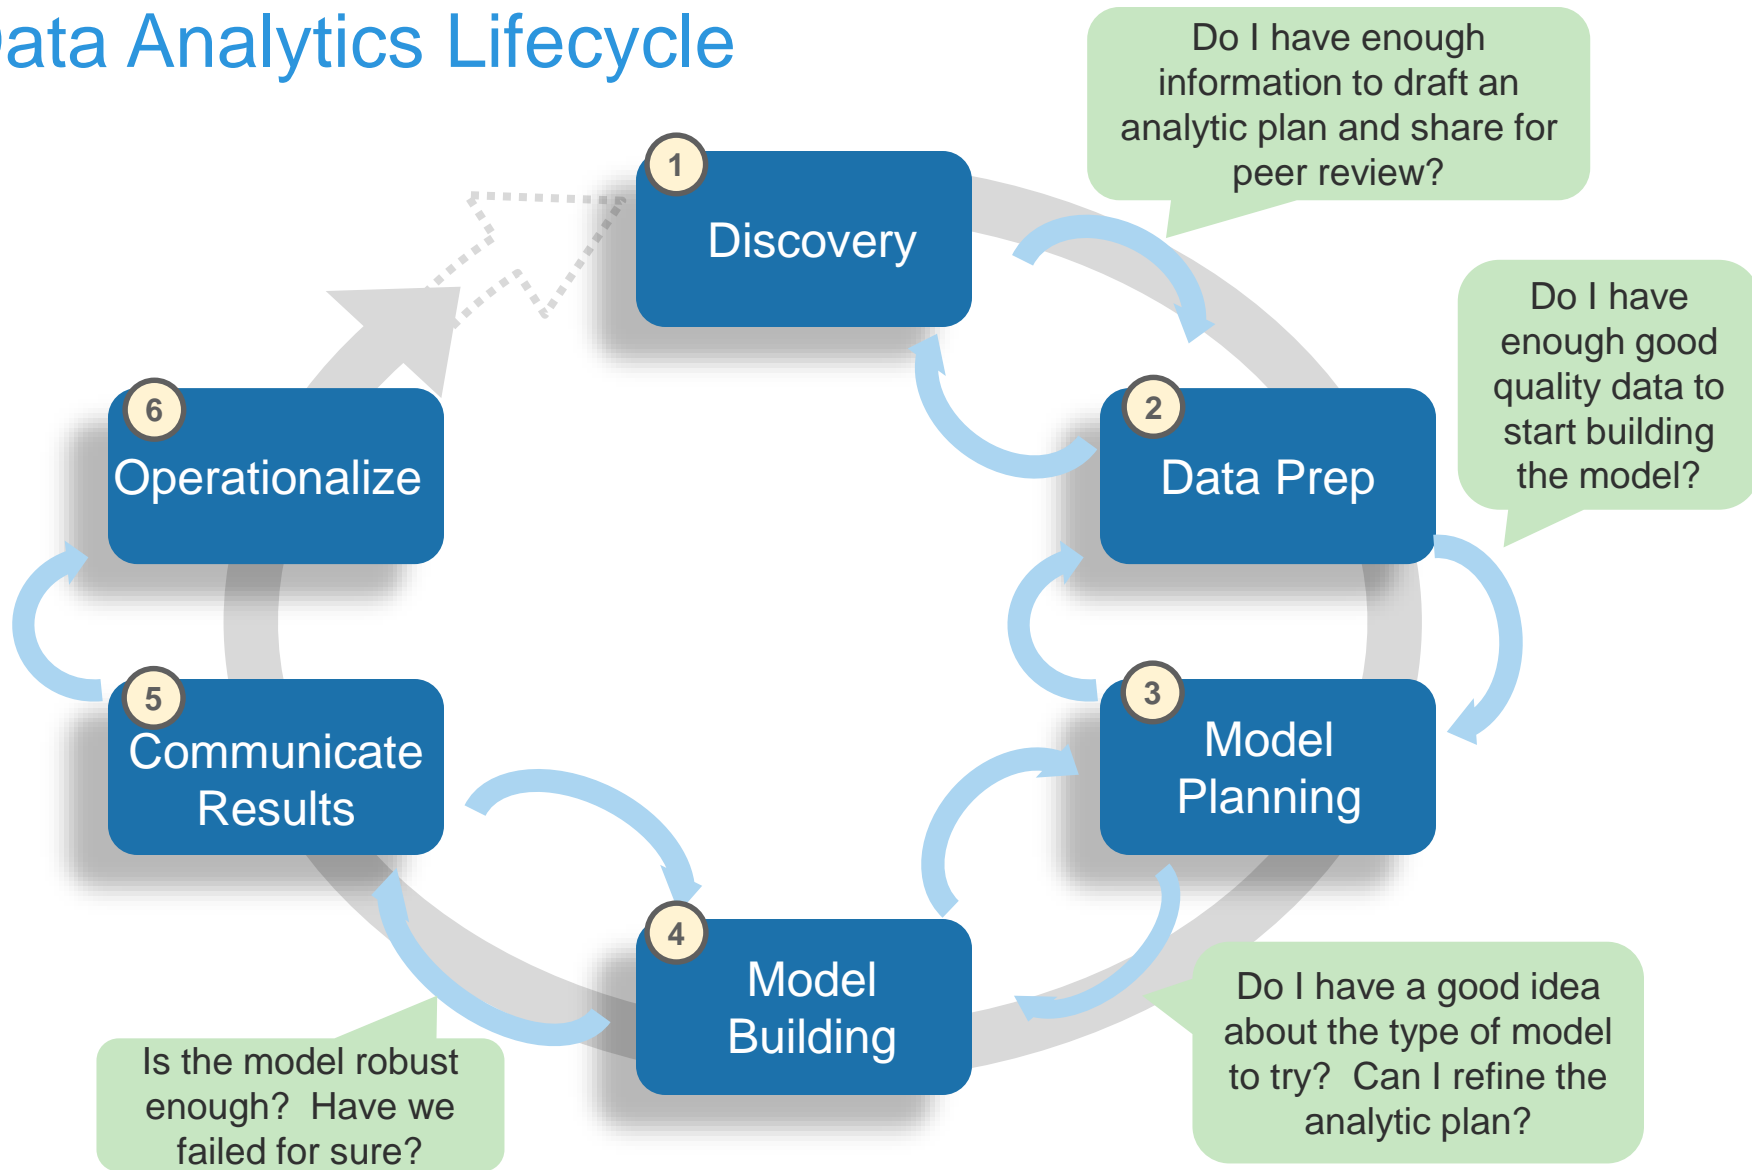 ata Analytics Lifecycle
Do I have enough
information to draft an
analytic plan and share for
peer review?
1
Discovery
Do I have
enough good
quality data to
start building
the model?
2
Data Prep
6
Operationalize
3
Model
Planning
5
Communicate
Results
4
Model
Building
Do I have a good idea
about the type of model
to try? Can I refine the
analytic plan?
Is the model robust
enough? Have we
failed for sure?